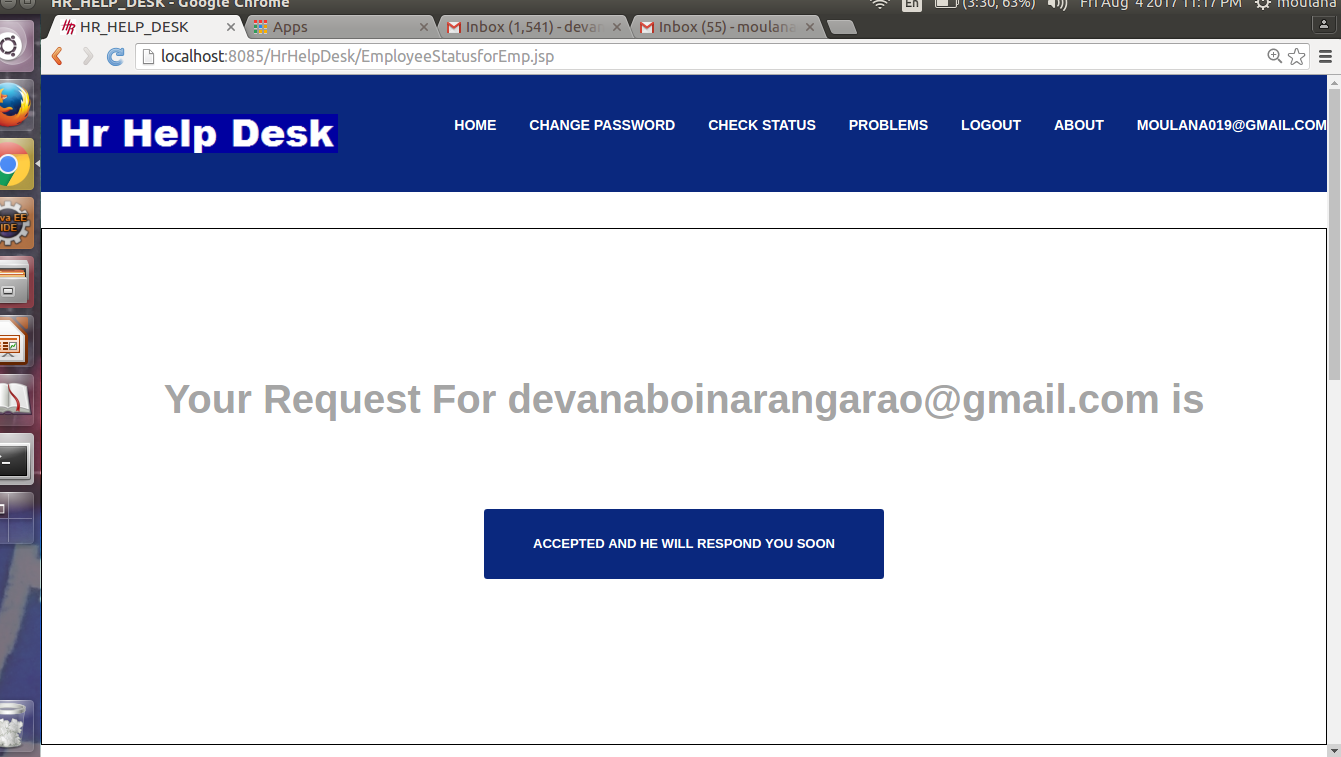 HR_HELP_DESK - Google Chrome
En
(3:30, 63%)
Fri Aug 4 2017 11:17 PM
moulana
HR_HELP_DESK
Apps
Inbox (1,541) - devan
Inbox (55) - moulana
localhost:8085/HrHelpDesk/EmployeeStatusforEmp.jsp
Hr Help Desk
HOME
CHANGE PASSWORD
CHECK STATUS
PROBLEMS
LOGOUT
ABOUT
MOULANA019@GMAIL.COM
va EE
IDE
Your Request For devanaboinarangarao@gmail.com is
ACCEPTED AND HE WILL RESPOND YOU SOON